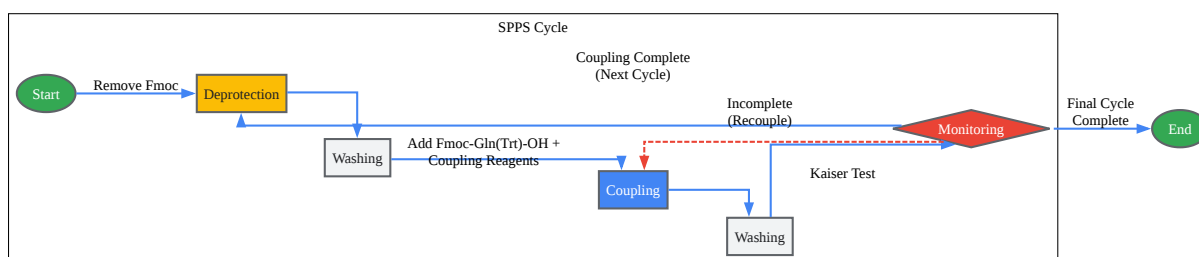 SPPS Cycle
Coupling Complete
(Next Cycle)
Start
Remove Fmoc
Deprotection
Incomplete
(Recouple)
Monitoring
Final Cycle
Complete
End
Washing
Add Fmoc-Gln(Trt)-OH +
Coupling Reagents
Coupling
Kaiser Test
Washing